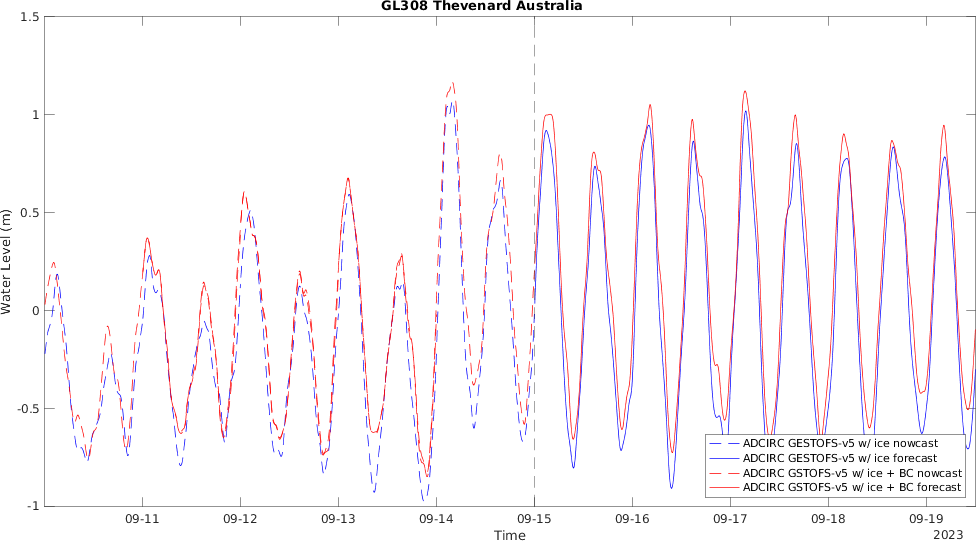 GL308 Thevenard Australia
1.5
1
0.5
0
-0.5
-1
Water Level (m)
09-11 09-12 09-13 09-14 09-15 09-16 09-17 09-18 09-19
Time
2023
ADCIRC GESTOFS-v5 w/ ice nowcast
ADCIRC GESTOFS-v5 w/ ice forecast
ADCIRC GSTOFS-v5 w/ ice + BC nowcast
ADCIRC GSTOFS-v5 w/ ice + BC forecast